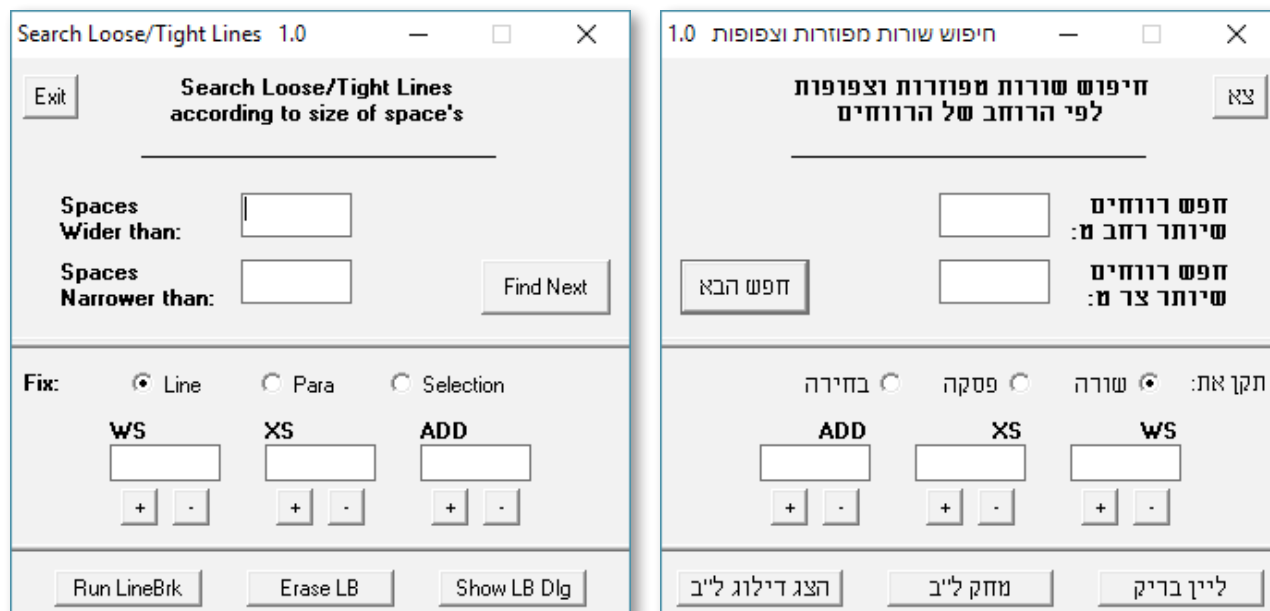 Search Loose/Tight Lines 1.0
Exit
Search Loose/Tight Lines
according to size of space's
Spaces
Wider than:
Spaces
Narrower than:
Find Next
Fix:
Line
Para
Selection
WS
XS
ADD
+
-
+
-
+
-
Run LineBrk
Erase LB
Show LB Dlg
חיפוש שורות מפוזרות וצפופות 1.0
צא
חיפוש שורות מפוזרות וצפופות
לפי הרוחב של הרווחים
חפש רווחים
שיותר רחב מ:
חפש רווחים
שיותר צר מ:
חפש הבא
תקן את:
שורה
פסקה
בחירה
WS
XS
ADD
+
-
+
-
+
-
ליין בריק
מחק ל"ב
הצג דילוג ל"ב